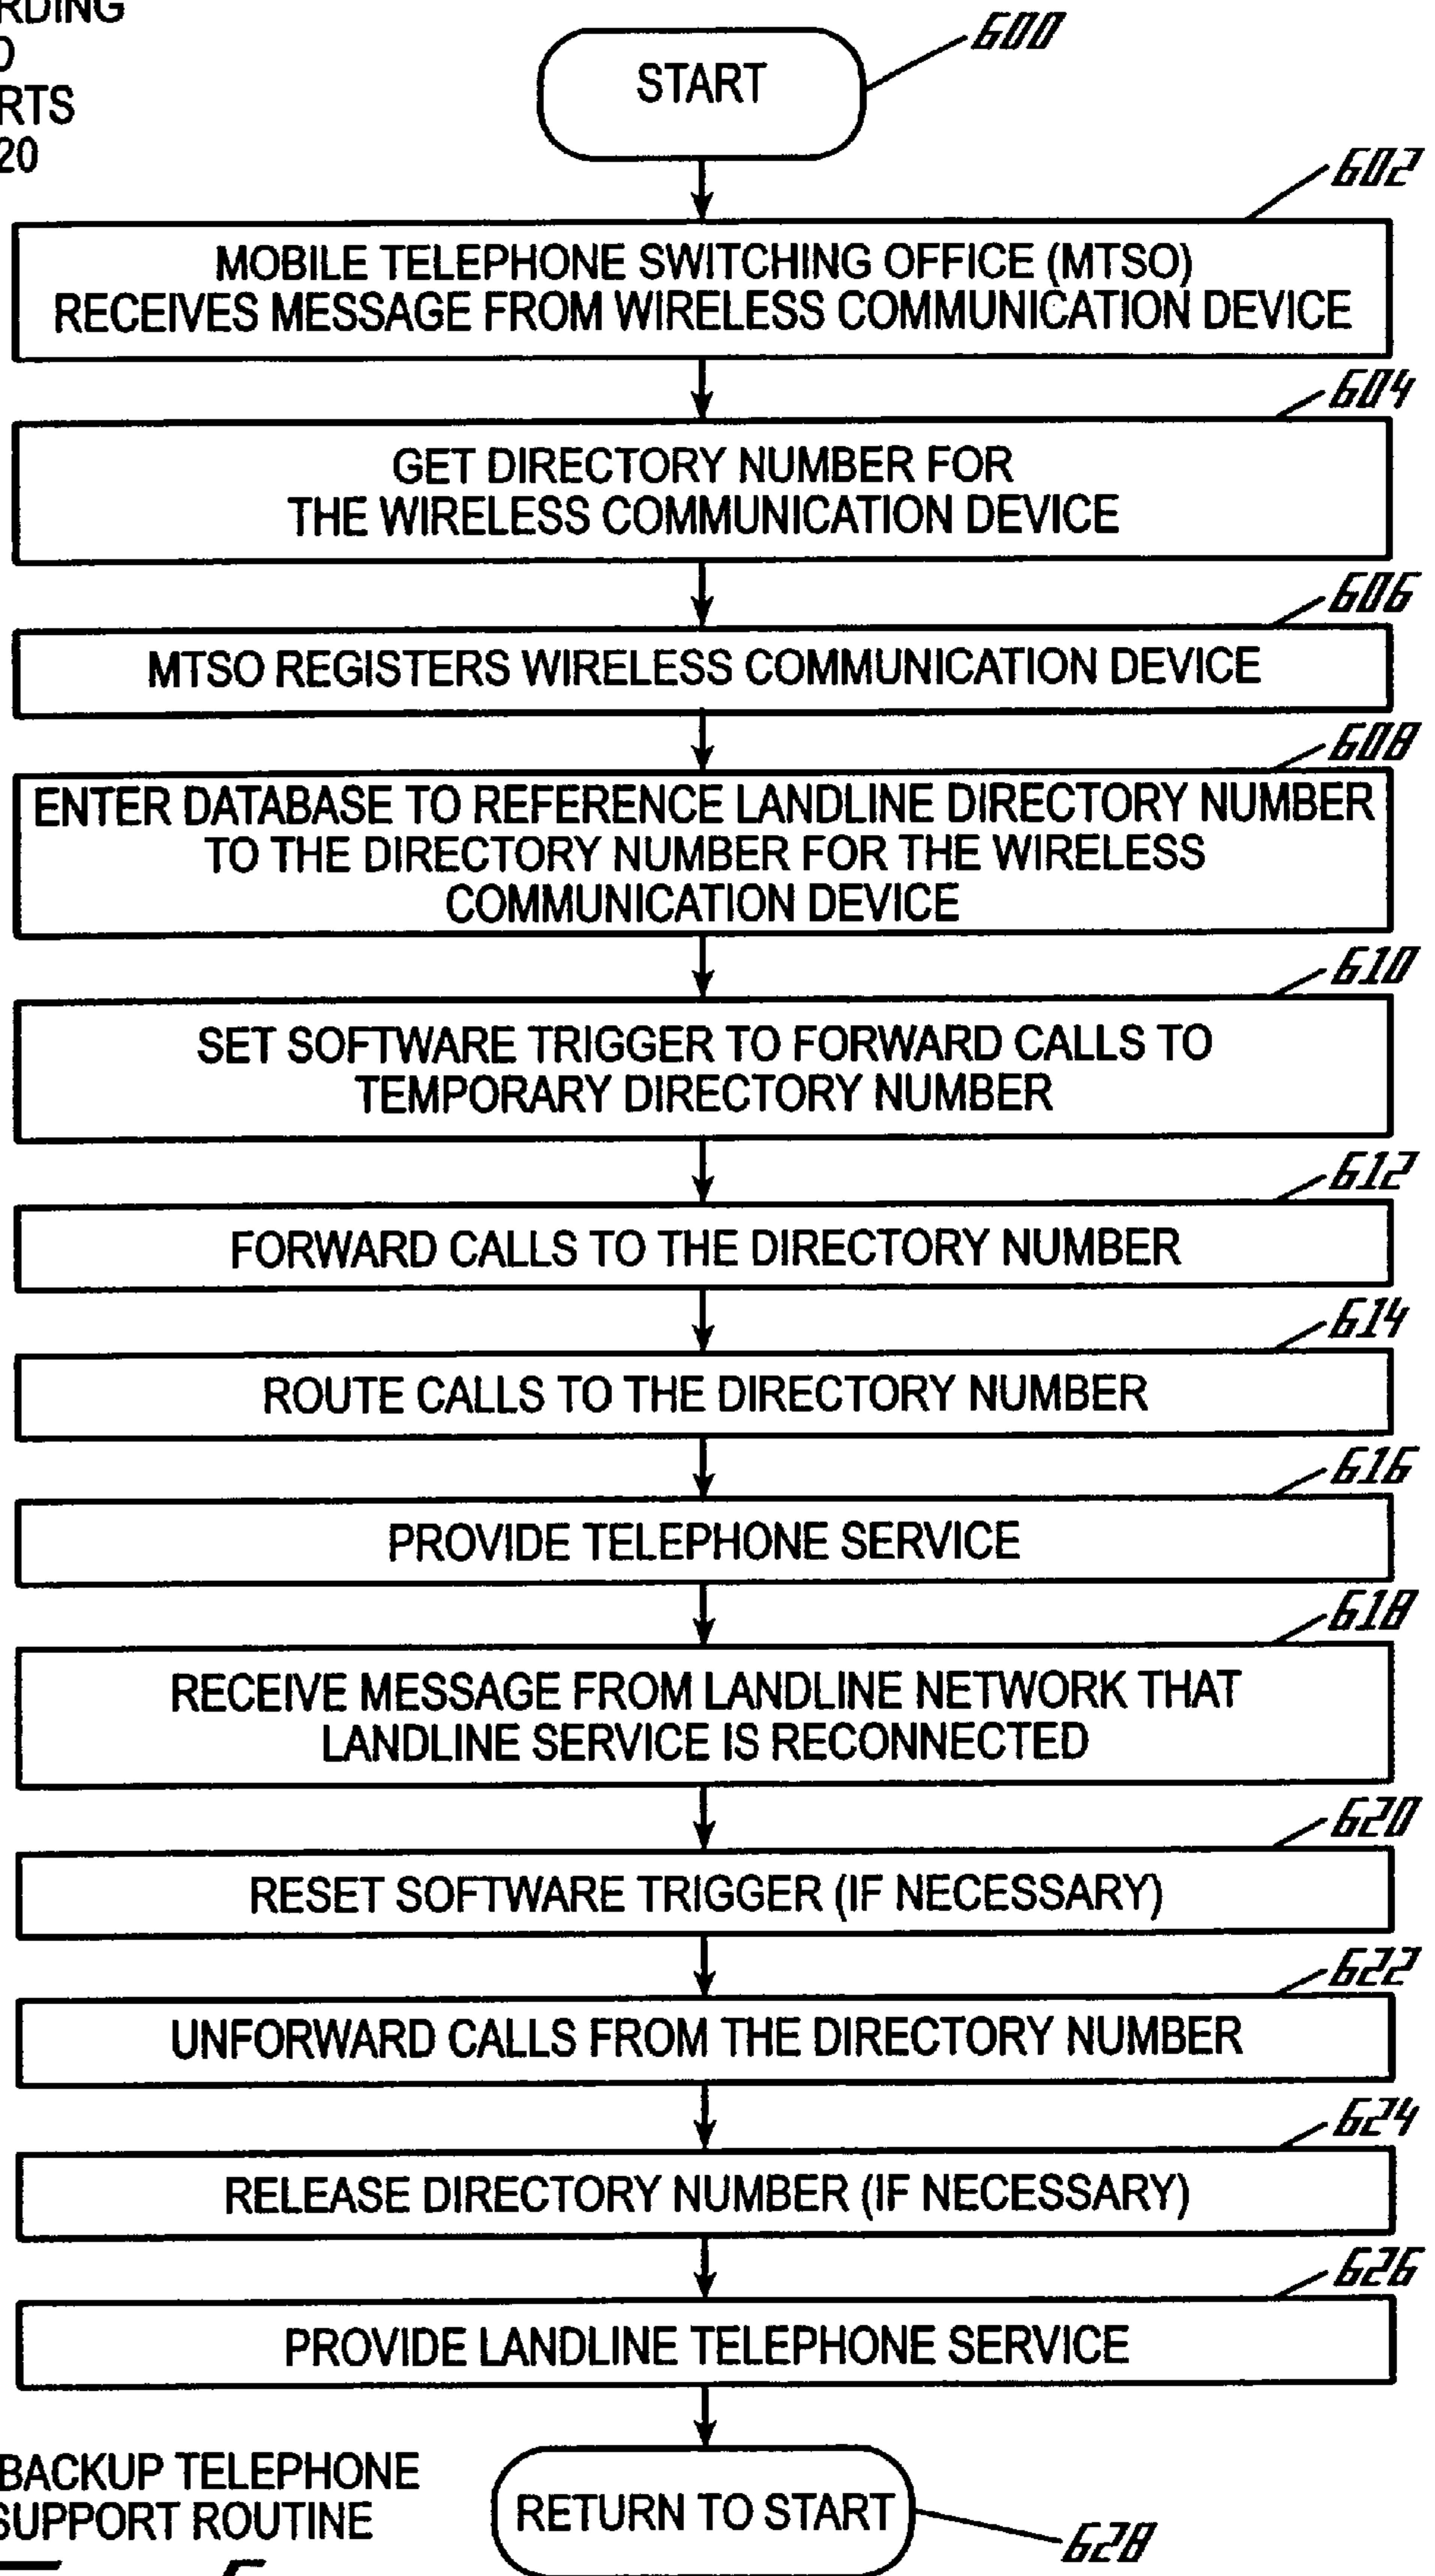 RDING
RTS
20
START
600
602
MOBILE TELEPHONE SWITCHING OFFICE (MTSO)
RECEIVES MESSAGE FROM WIRELESS COMMUNICATION DEVICE
604
GET DIRECTORY NUMBER FOR
THE WIRELESS COMMUNICATION DEVICE
606
MTSO REGISTERS WIRELESS COMMUNICATION DEVICE
608
ENTER DATABASE TO REFERENCE LANDLINE DIRECTORY NUMBER
TO THE DIRECTORY NUMBER FOR THE WIRELESS
COMMUNICATION DEVICE
610
SET SOFTWARE TRIGGER TO FORWARD CALLS TO
TEMPORARY DIRECTORY NUMBER
612
FORWARD CALLS TO THE DIRECTORY NUMBER
614
ROUTE CALLS TO THE DIRECTORY NUMBER
616
PROVIDE TELEPHONE SERVICE
618
RECEIVE MESSAGE FROM LANDLINE NETWORK THAT
LANDLINE SERVICE IS RECONNECTED
620
RESET SOFTWARE TRIGGER (IF NECESSARY)
622
UNFORWARD CALLS FROM THE DIRECTORY NUMBER
624
RELEASE DIRECTORY NUMBER (IF NECESSARY)
626
PROVIDE LANDLINE TELEPHONE SERVICE
BACKUP TELEPHONE
SUPPORT ROUTINE
RETURN TO START
628